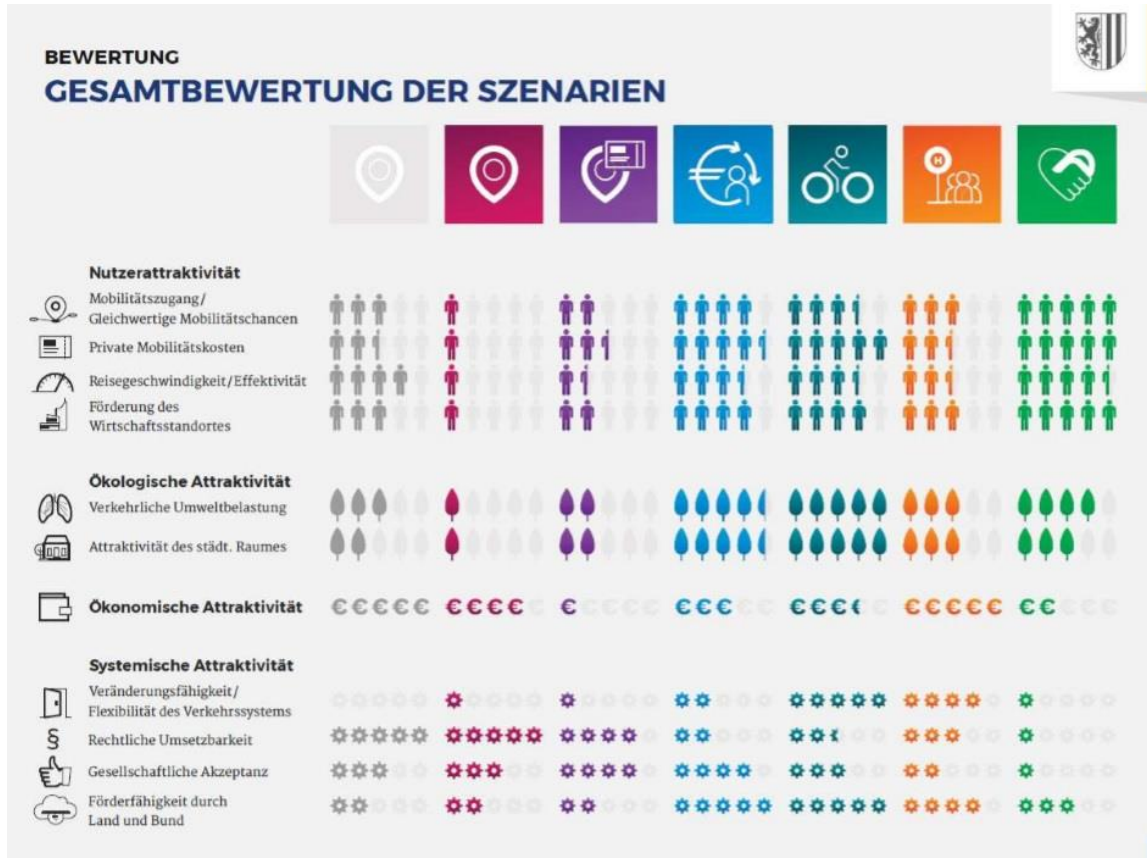 BEWERTUNG
GESAMTBEWERTUNG DER SZENARIEN
H
Nutzerattraktivität
Mobilitätszugang/
Gleichwertige Mobilitätschancen
Private Mobilitätskosten
Reisegeschwindigkeit/Effektivität
Förderung des
Wirtschaftsstandortes
Ökologische Attraktivität
Verkehrliche Umweltbelastung
Attraktivität des städt. Raumes
Ökonomische Attraktivität €€€€€ €€€€€ €€€€€ €€€€€ €€€€€ €€€€€ €€€€€
Systemische Attraktivität
Veränderungsfähigkeit/
Flexibilität des Verkehrssystems
§ Rechtliche Umsetzbarkeit
Gesellschaftliche Akzeptanz
Förderfähigkeit durch
Land und Bund